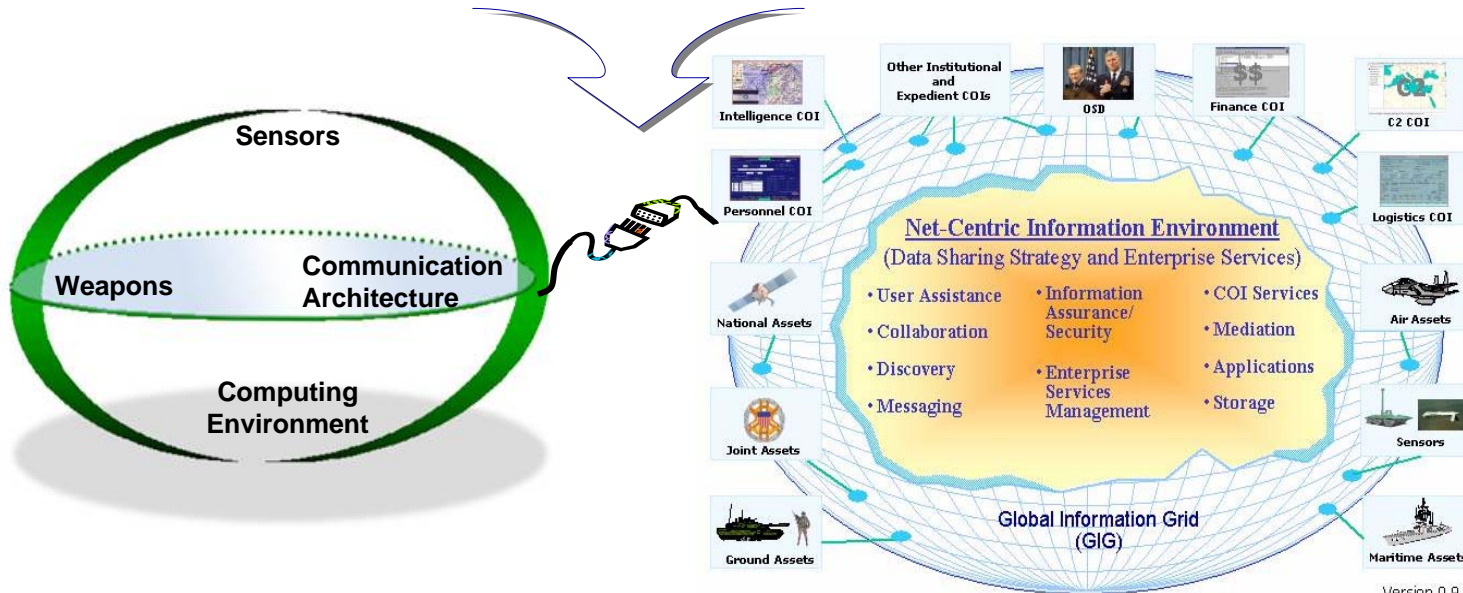 Sensors
Weapons
Communication
Architecture
Computing
Environment
Intelligence COI
Other Institutional
and
Expedient COIs
OSD
$$
Finance COI
C2
C2 COI
Personnel COI
Logistics COI
Net-Centric Information Environment
(Data Sharing Strategy and Enterprise Services)
• User Assistance
• Collaboration
• Discovery
• Messaging
• Information
Assurance/
Security
• Enterprise
Services
Management
• COI Services
• Mediation
• Applications
• Storage
National Assets
Air Assets
Joint Assets
Sensors
Ground Assets
Maritime Assets
Global Information Grid
(GIG)
Version 0.9